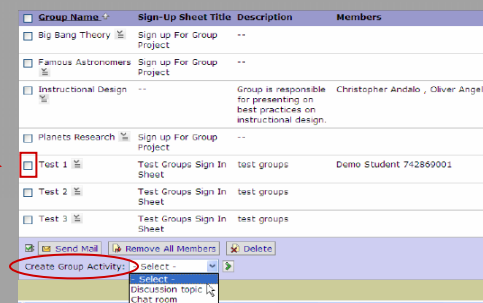 Group Name Sign-Up Sheet Title Description Members
Big Bang Theory Sign up For Group --
Project
Famous Astronomers Sign up For Group --
Project
Instructional Design -- Group is responsible Christopher Andalo , Oliver Angel
for presenting on
best practices on
instructional design.
Planets Research Sign up For Group --
Project
Test 1 Test Groups Sign In test groups Demo Student 742869001
Sheet
Test 2 Test Groups Sign In test groups
Sheet
Test 3 Test Groups Sign In test groups
Sheet
Send Mail Remove All Members Delete
Create Group Activity: - Select -
- Select -
Discussion topic
Chat room